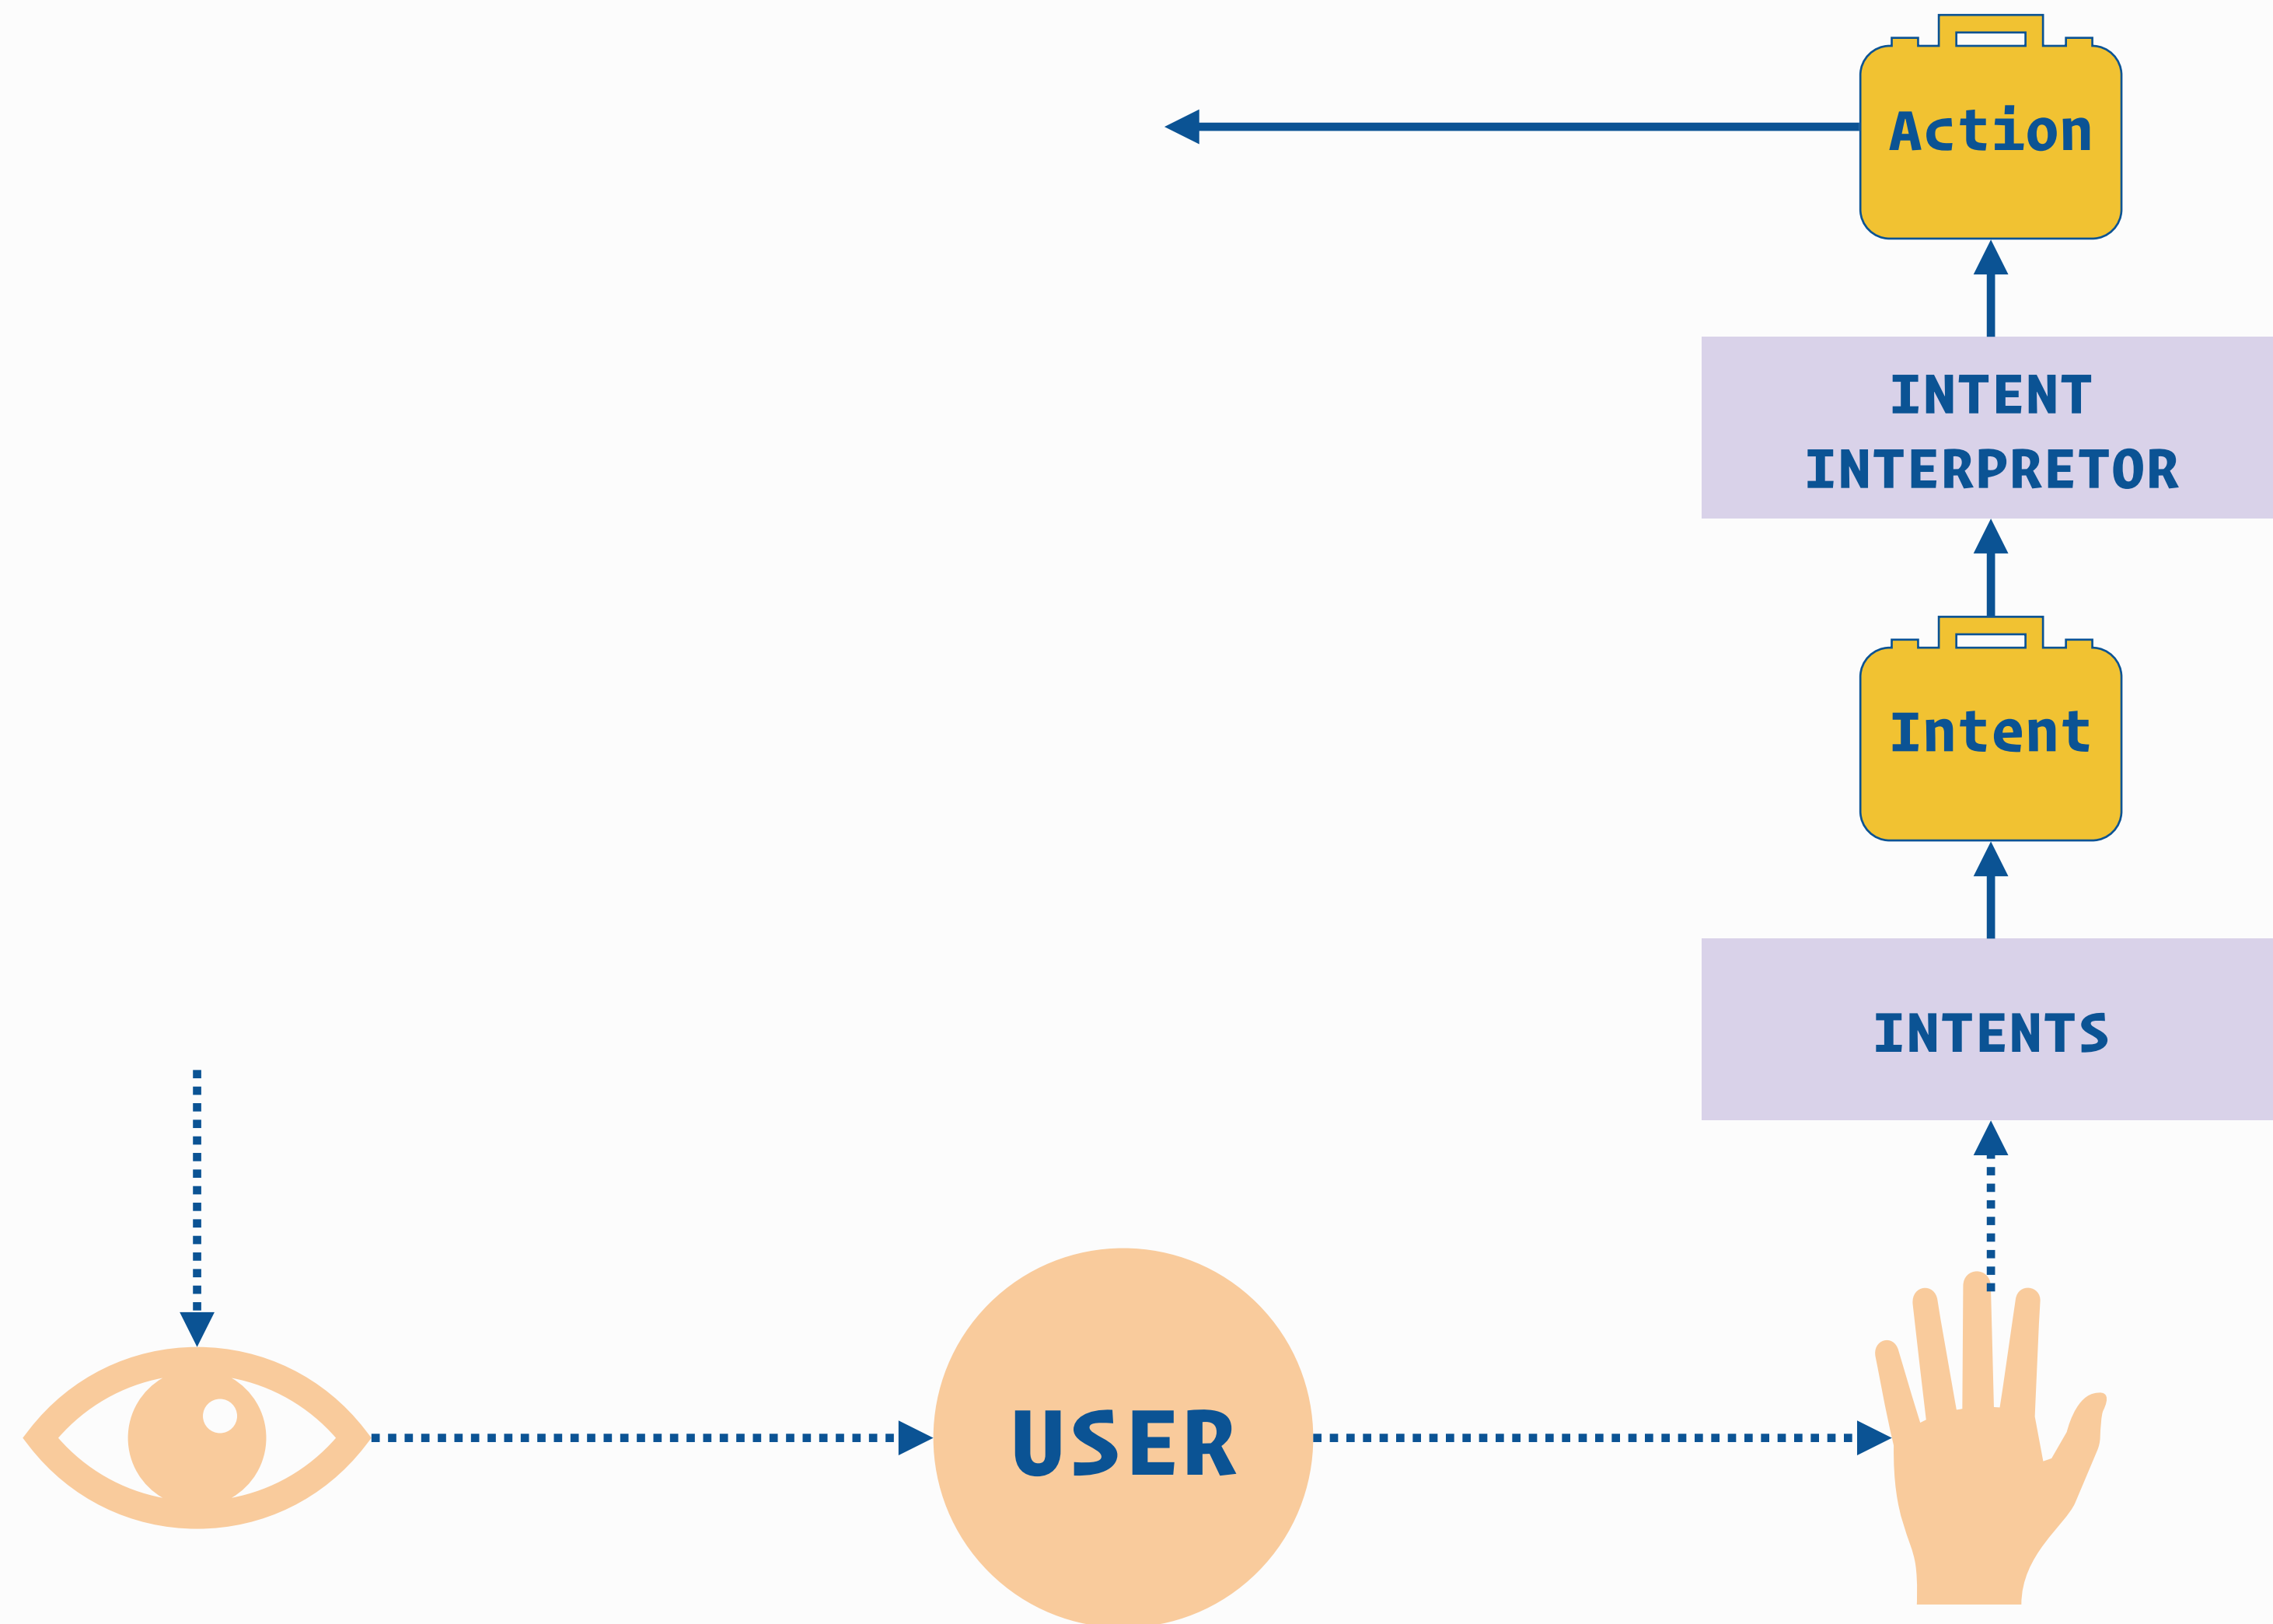 Action
INTENT
INTERPRETOR
Intent
INTENTS
USER